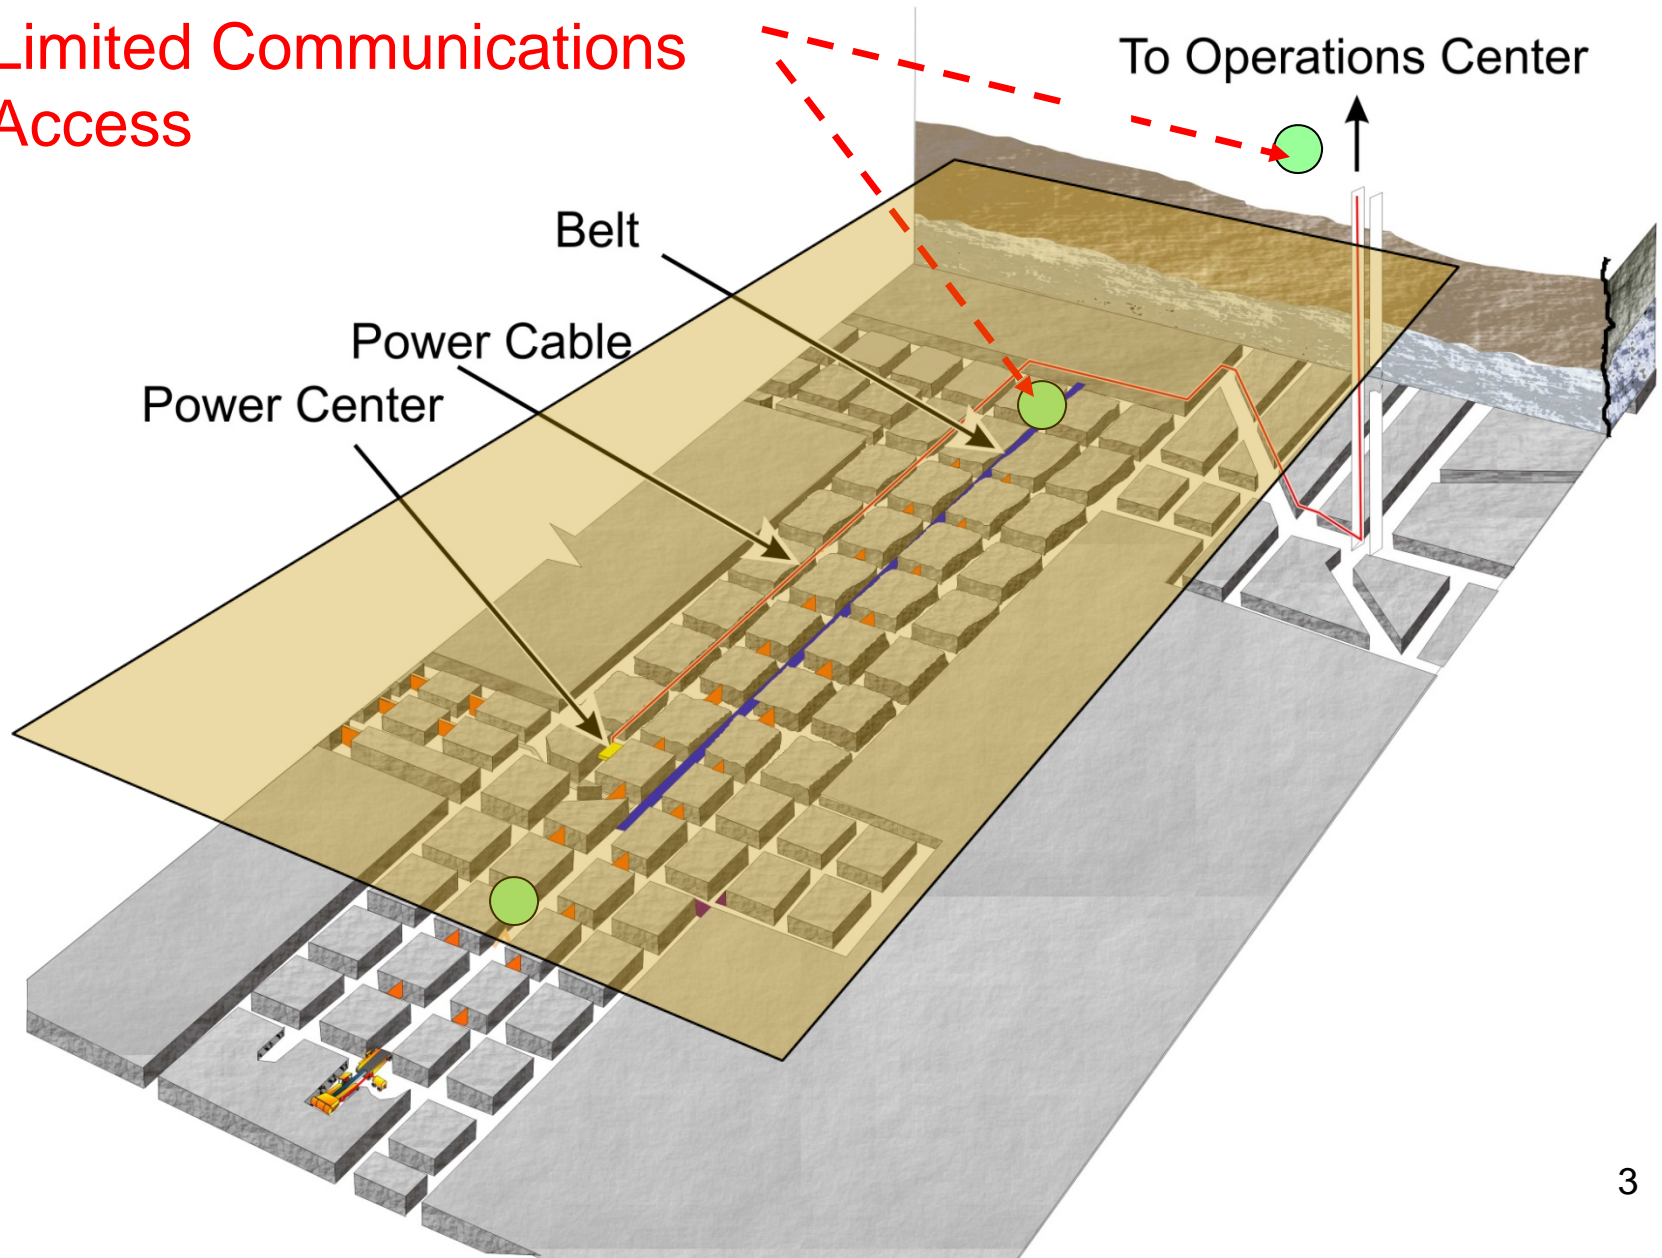 Limited Communications
Access
To Operations Center
Belt
Power Cable
Power Center
3